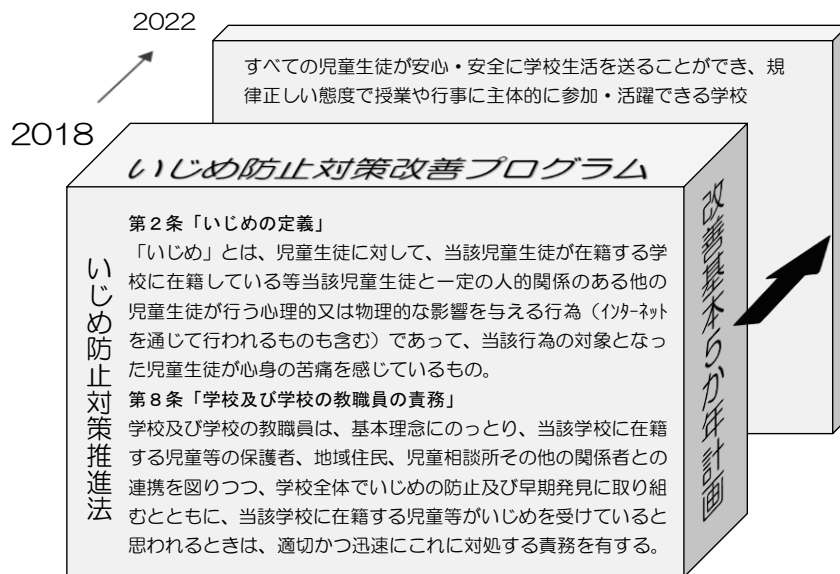 2022
すべての児童生徒が安心・安全に学校生活を送ることができ、規
律正しい態度で授業や行事に主体的に参加・活躍できる学校
2018
いじめ防止対策改善プログラム
いじめ防止対策推進法
第２条「いじめの定義」
「いじめ」とは、児童生徒に対して、当該児童生徒が在籍する学
校に在籍している等当該児童生徒と一定の人的関係のある他の
児童生徒が行う心理的又は物理的な影響を与える行為（ｲﾝﾀｰﾈｯﾄ
を通じて行われるものも含む）であって、当該行為の対象となっ
た児童生徒が心身の苦痛を感じているもの。
第８条「学校及び学校の教職員の責務」
学校及び学校の教職員は、基本理念にのっとり、当該学校に在籍
する児童等の保護者、地域住民、児童相談所その他の関係者との
連携を図りつつ、学校全体でいじめの防止及び早期発見に取り組
むとともに、当該学校に在籍する児童等がいじめを受けていると
思われるときは、適切かつ迅速にこれに対処する責務を有する。
改善基本５か年計画